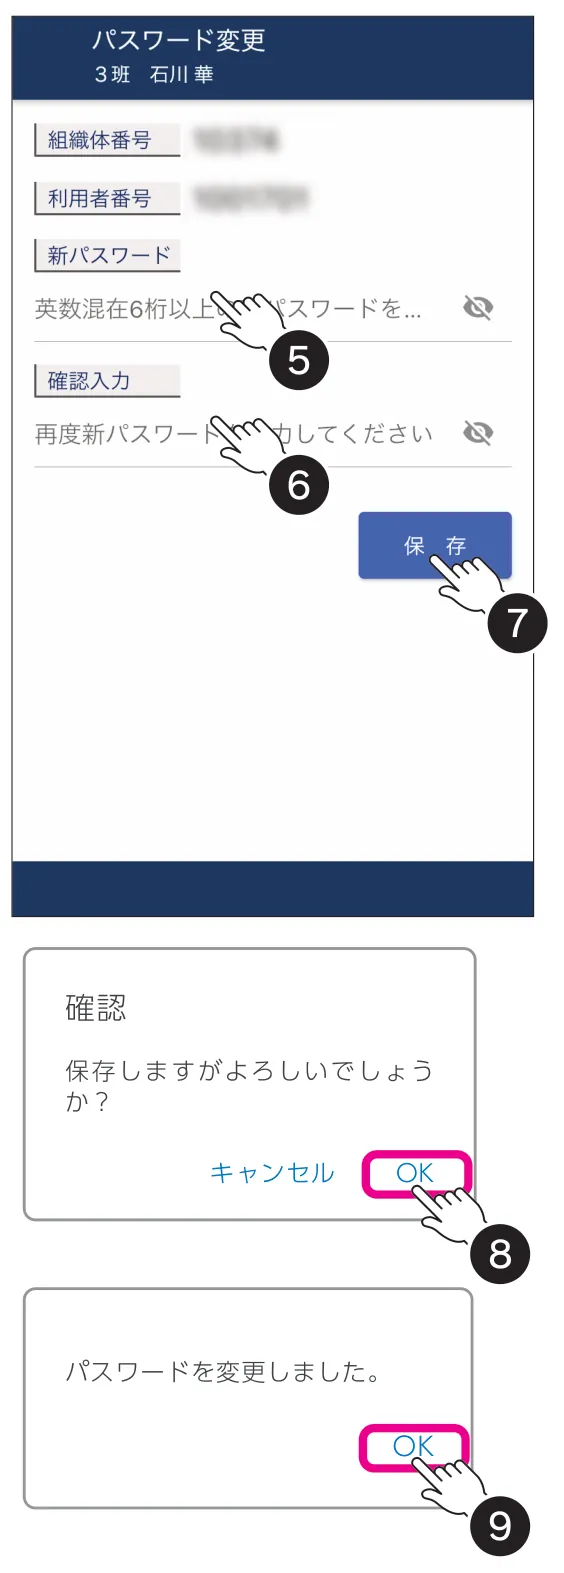 パスワード変更
3班 石川 華
組織体番号
利用者番号
新パスワード
英数混在6桁以上 パスワードを...
5
確認入力
再度新パスワード 力してください
6
保 存
7
確認
保存しますがよろしいでしょう
か?
キャンセル OK
8
パスワードを変更しました。
OK
9